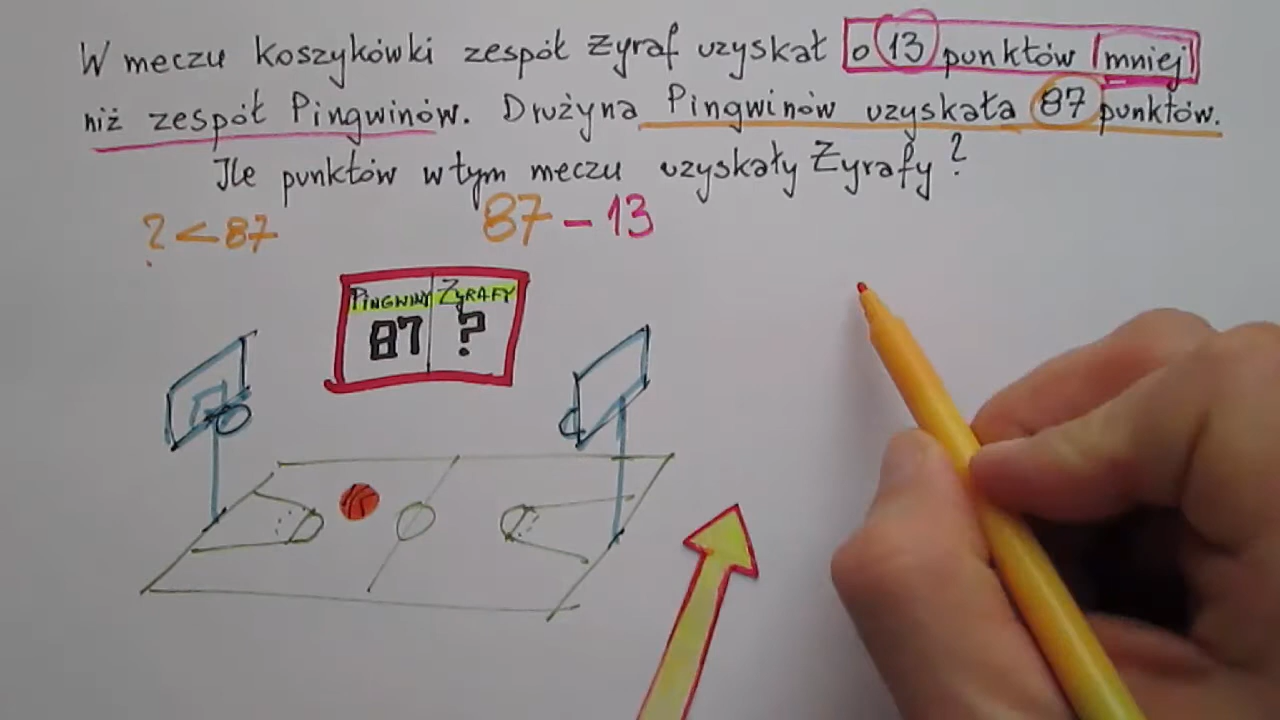 W meczu koszykówki zespół Żyraf uzyskał o 13 punktów mniej
niż zespół Pingwinów. Drużyna Pingwinów uzyskała 87 punktów.
Ile punktów w tym meczu uzyskały Żyrafy?
? < 87 87 - 13
PINGWINY ŻYRAFY
87 ?